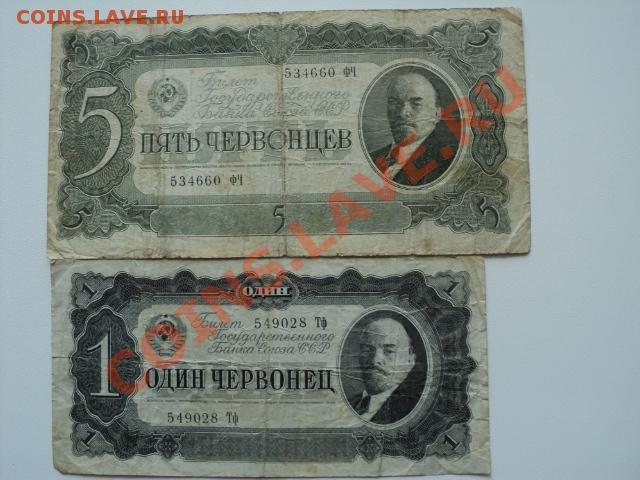 COINS.LAVE.RU
5 5
Билет 534660 ФЧ
Государственного
Банка Союза ССР
5
ПЯТЬ ЧЕРВОНЦЕВ
534660 ФЧ
5 5 5
COINS.LAVE.RU
1 ОДИН 1
Билет 549028 Тф
Государственного
Банка Союза ССР
1
ОДИН ЧЕРВОНЕЦ
549028 Тф
1 1